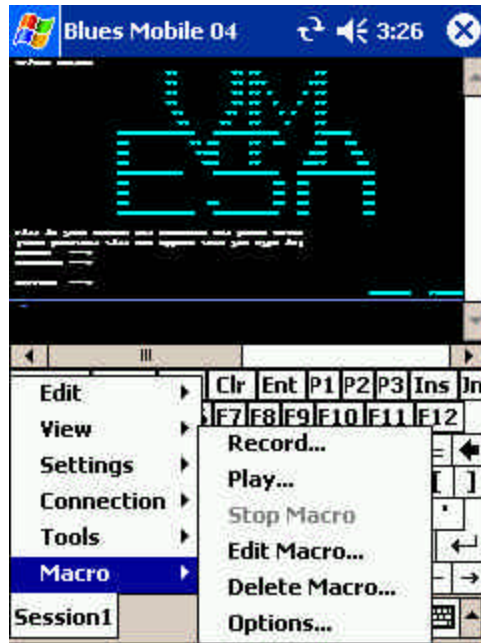 Blues Mobile 04 3:26
VM
ESA
Clr Ent P1 P2 P3 Ins
F7 F8 F9 F10 F11 F12
Edit
View
Settings
Connection
Tools
Macro
Record...
Play...
Stop Macro
Edit Macro...
Delete Macro...
Options...
= 
[ ]
Session1